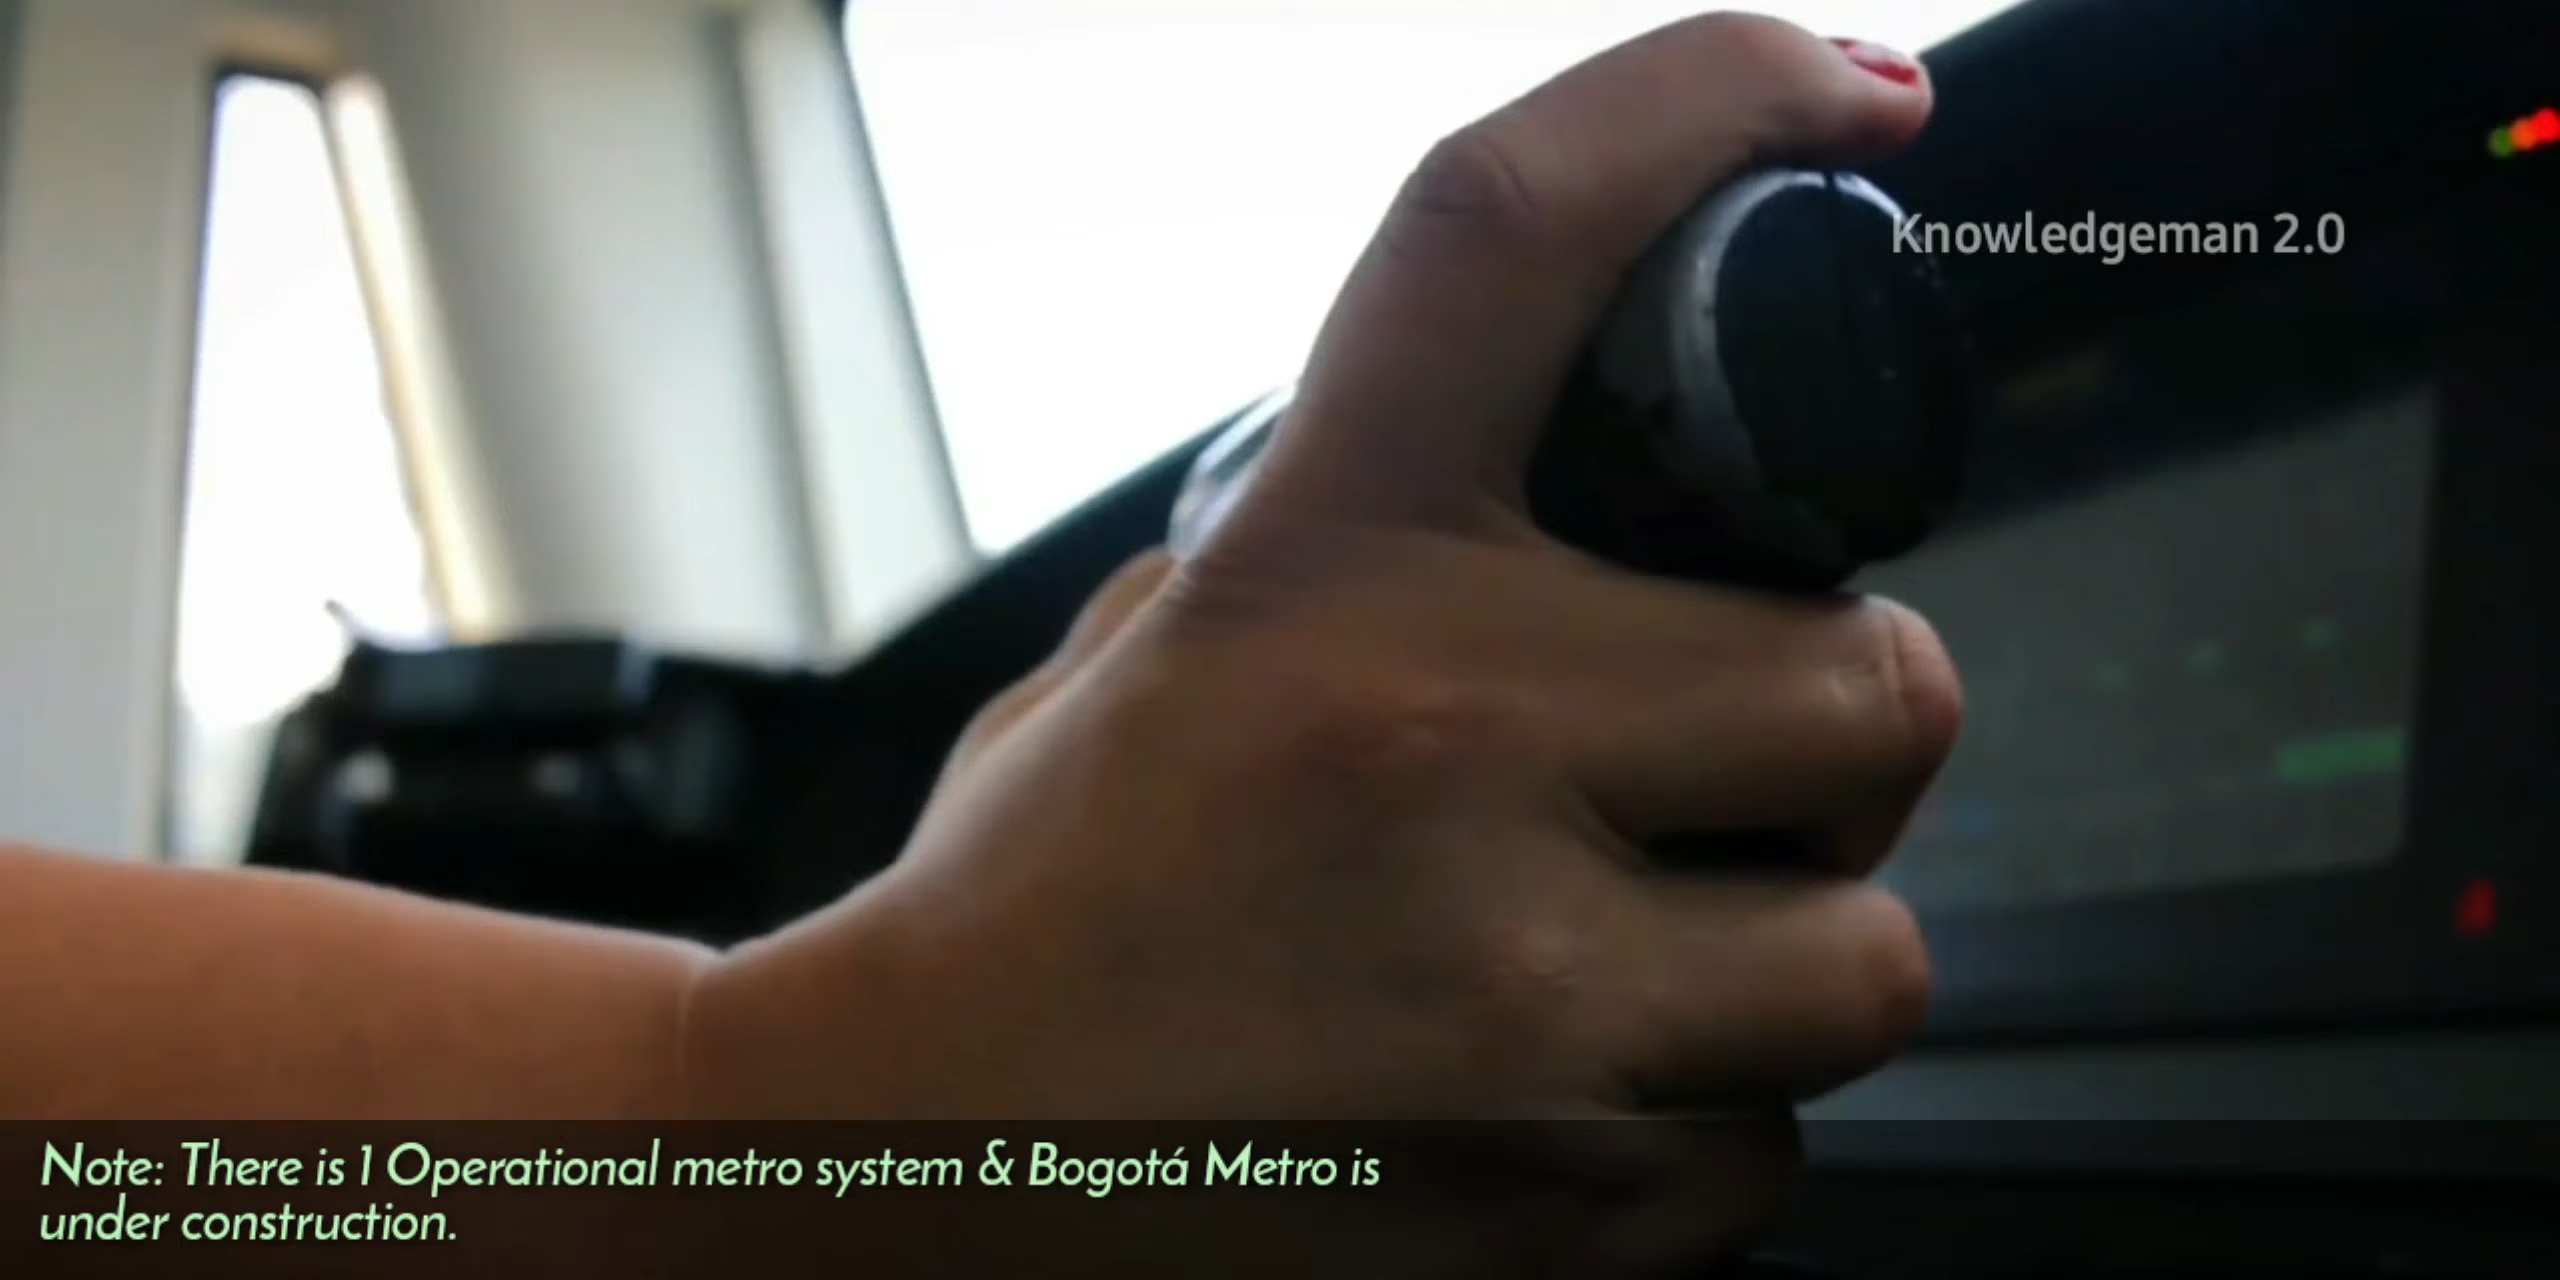 Knowledgeman 2.0
Note: There is 1 Operational metro system & Bogotá Metro is
under construction.